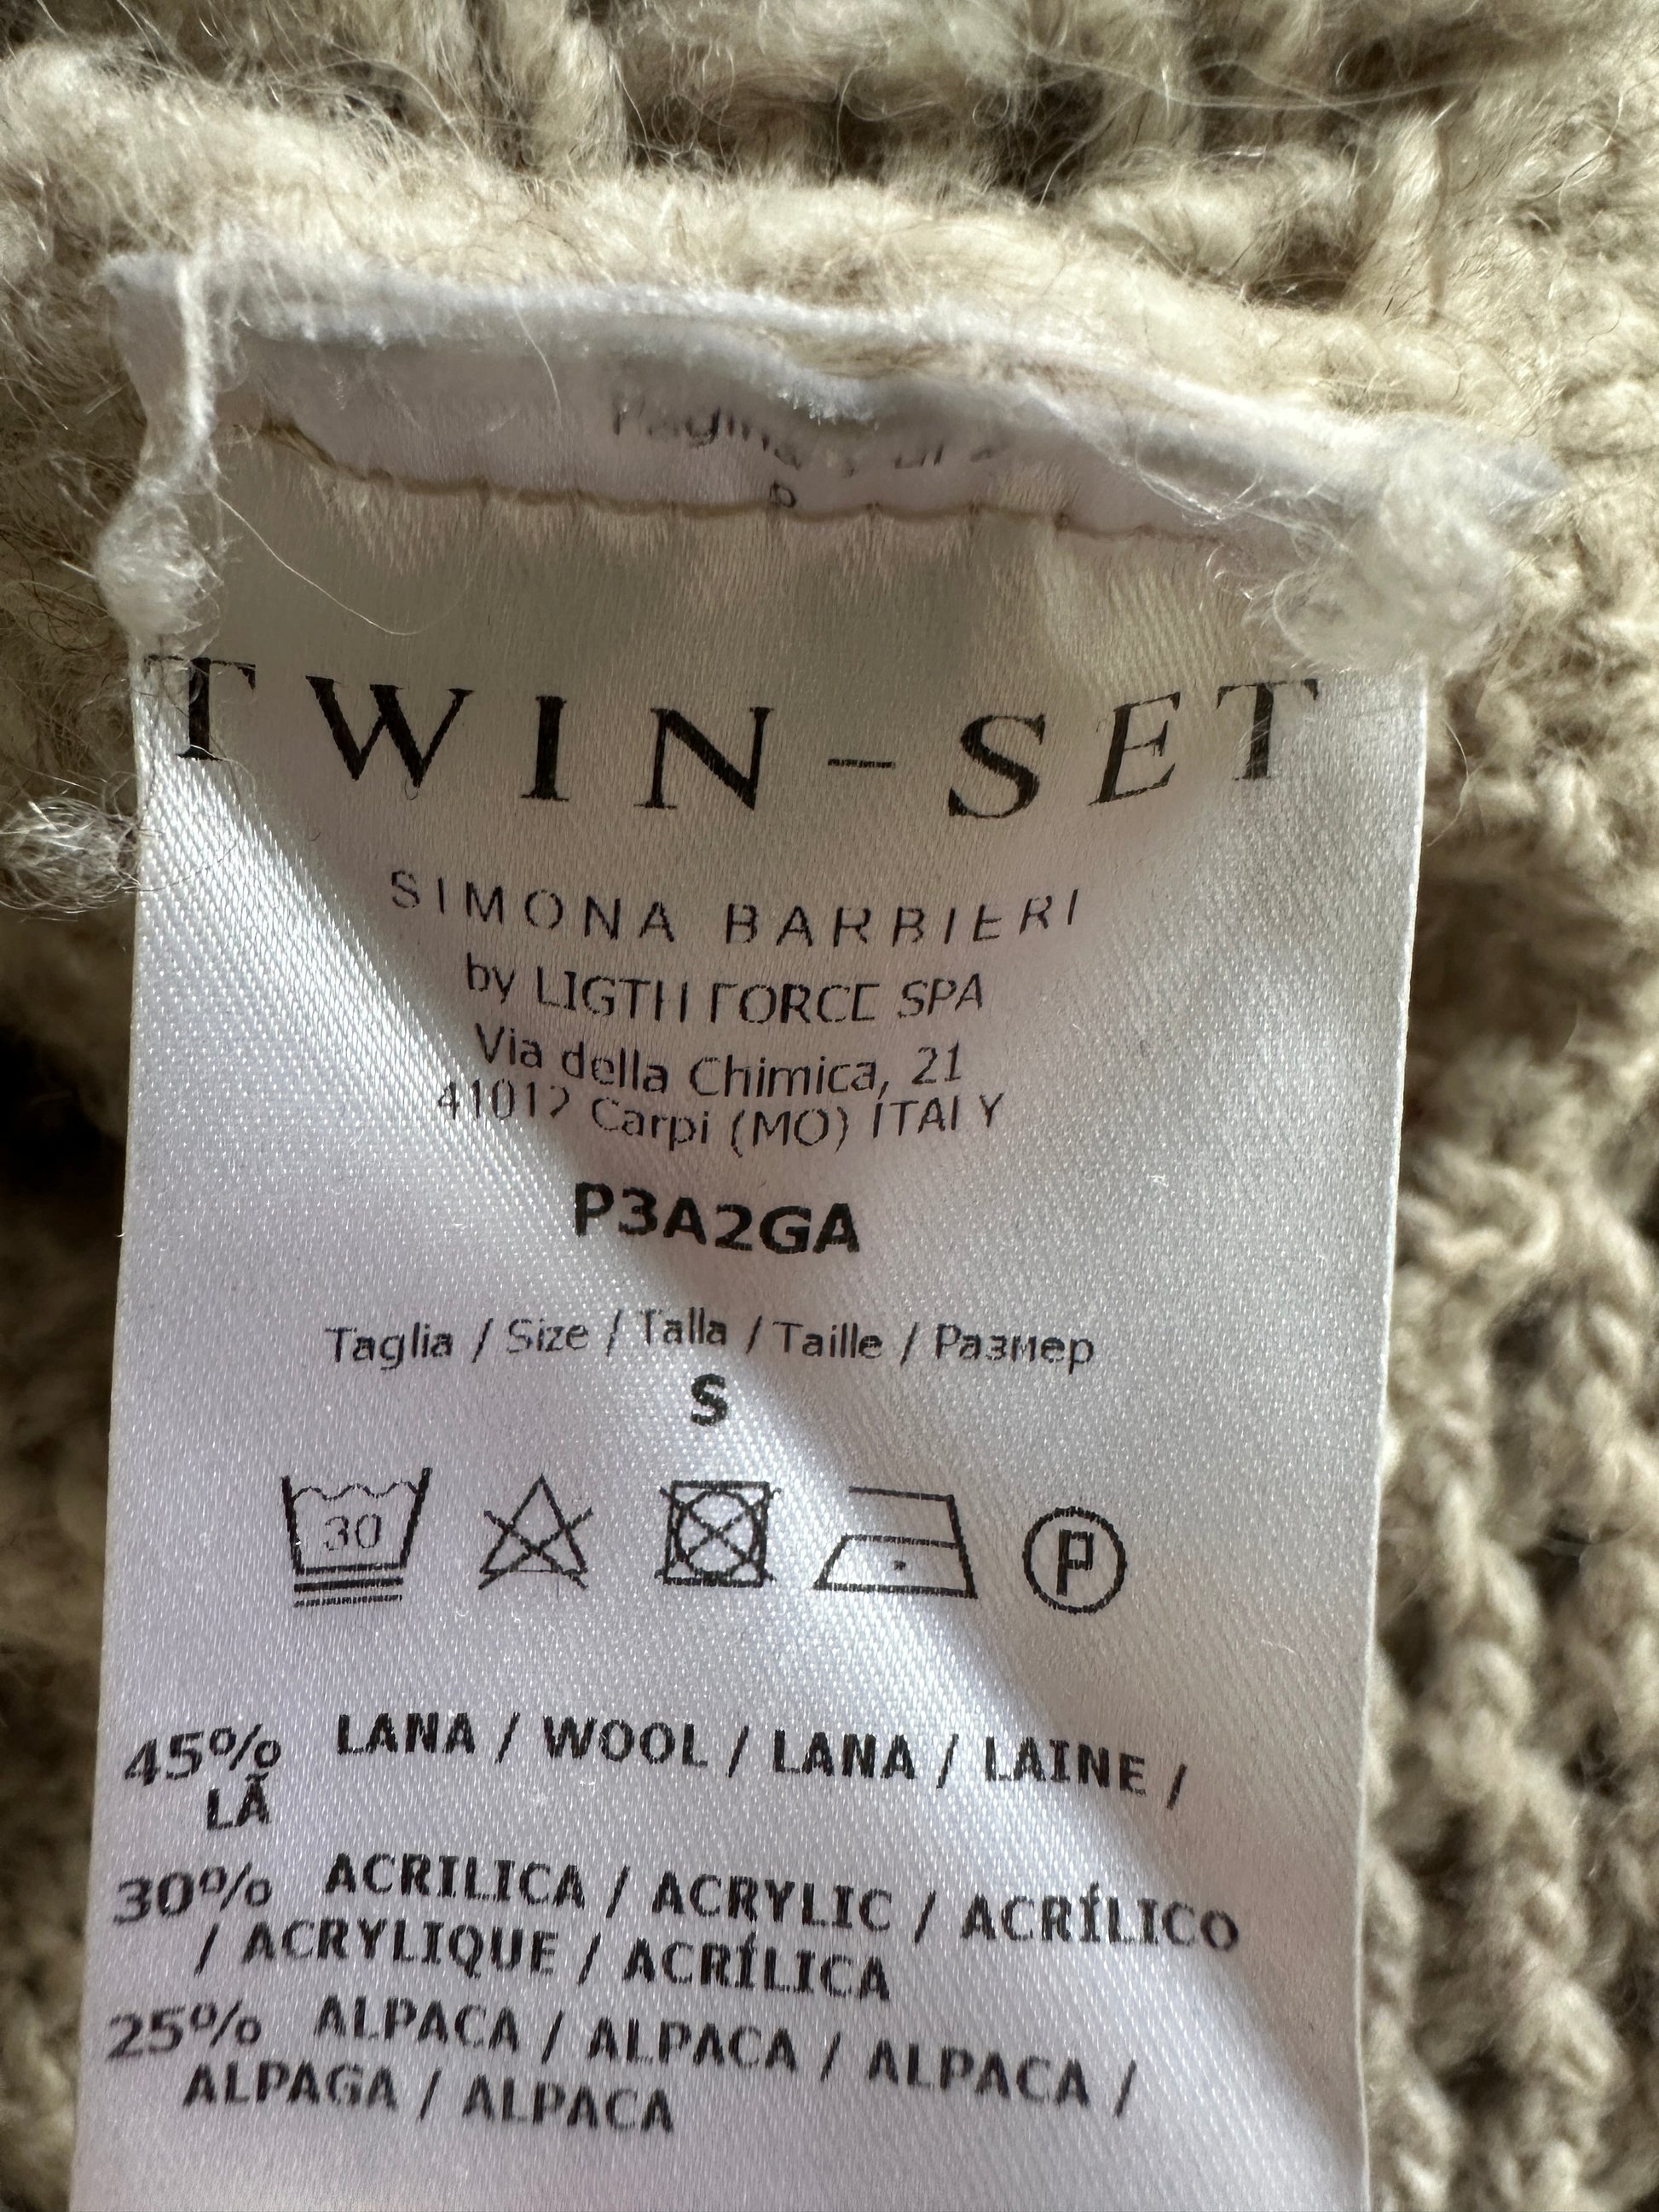 Pagina
TWIN-SET
SIMONA BARBIERI
by LIGTH FORCE SPA
Via della Chimica, 21
41012 Carpi (MO) ITALY
P3A2GA
Taglia / Size / Talla / Taille / Размер
S
30
P
45% LANA / WOOL / LANA / LAINE /
LÃ
30% ACRILICA / ACRYLIC / ACRÍLICO
/ ACRYLIQUE / ACRÍLICA
25% ALPACA / ALPACA / ALPACA /
ALPAGA / ALPACA